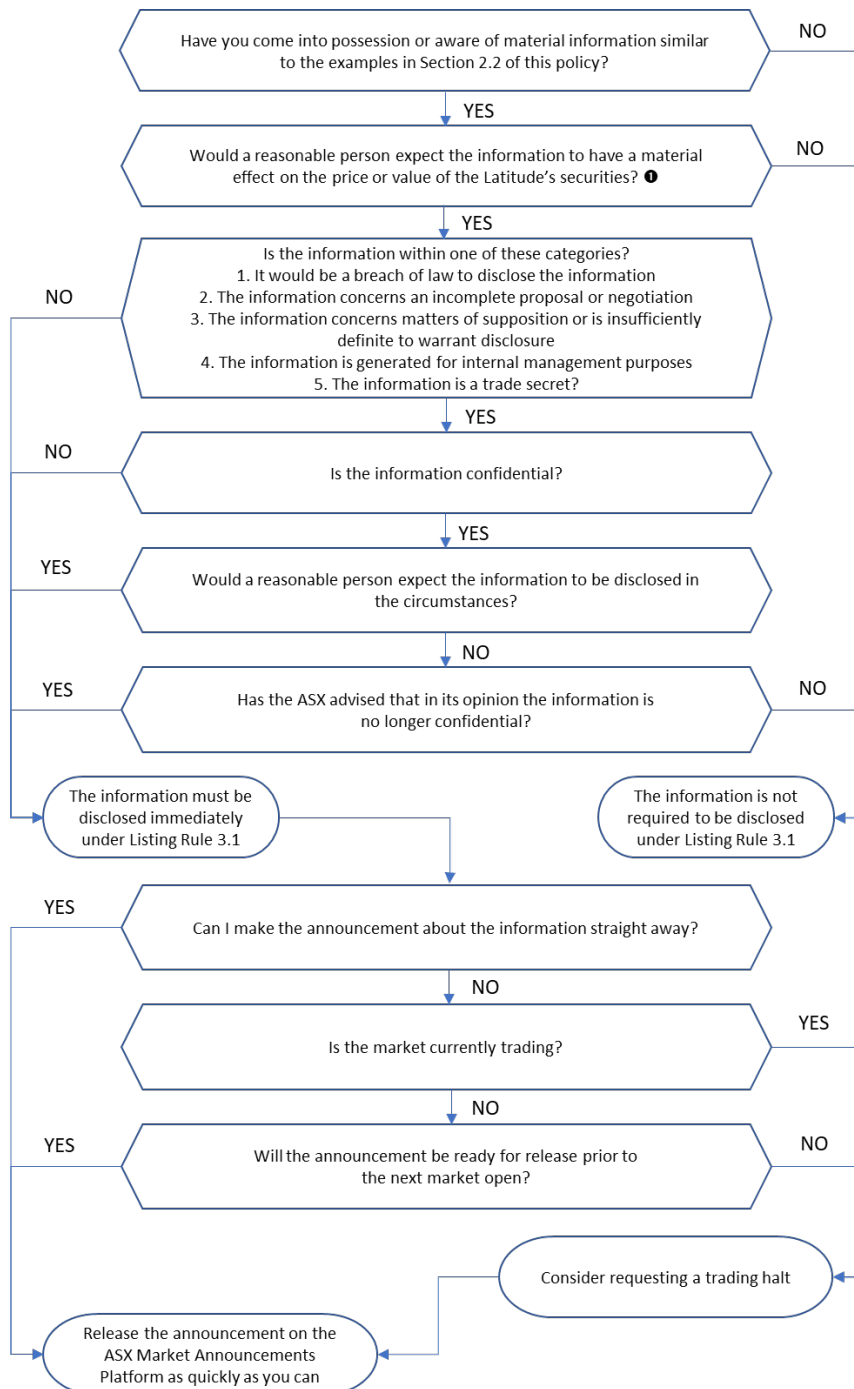 Have you come into possession or aware of material information similar
to the examples in Section 2.2 of this policy?
NO
YES
Would a reasonable person expect the information to have a material
effect on the price or value of the Latitude's securities? ❶
NO
YES
Is the information within one of these categories?
1. It would be a breach of law to disclose the information
2. The information concerns an incomplete proposal or negotiation
3. The information concerns matters of supposition or is insufficiently
definite to warrant disclosure
4. The information is generated for internal management purposes
5. The information is a trade secret?
NO
YES
Is the information confidential?
NO
YES
Would a reasonable person expect the information to be disclosed in
the circumstances?
YES
NO
Has the ASX advised that in its opinion the information is
no longer confidential?
YES
NO
The information must be
disclosed immediately
under Listing Rule 3.1
The information is not
required to be disclosed
under Listing Rule 3.1
Can I make the announcement about the information straight away?
YES
NO
Is the market currently trading?
YES
NO
Will the announcement be ready for release prior to
the next market open?
YES
NO
Consider requesting a trading halt
Release the announcement on the
ASX Market Announcements
Platform as quickly as you can